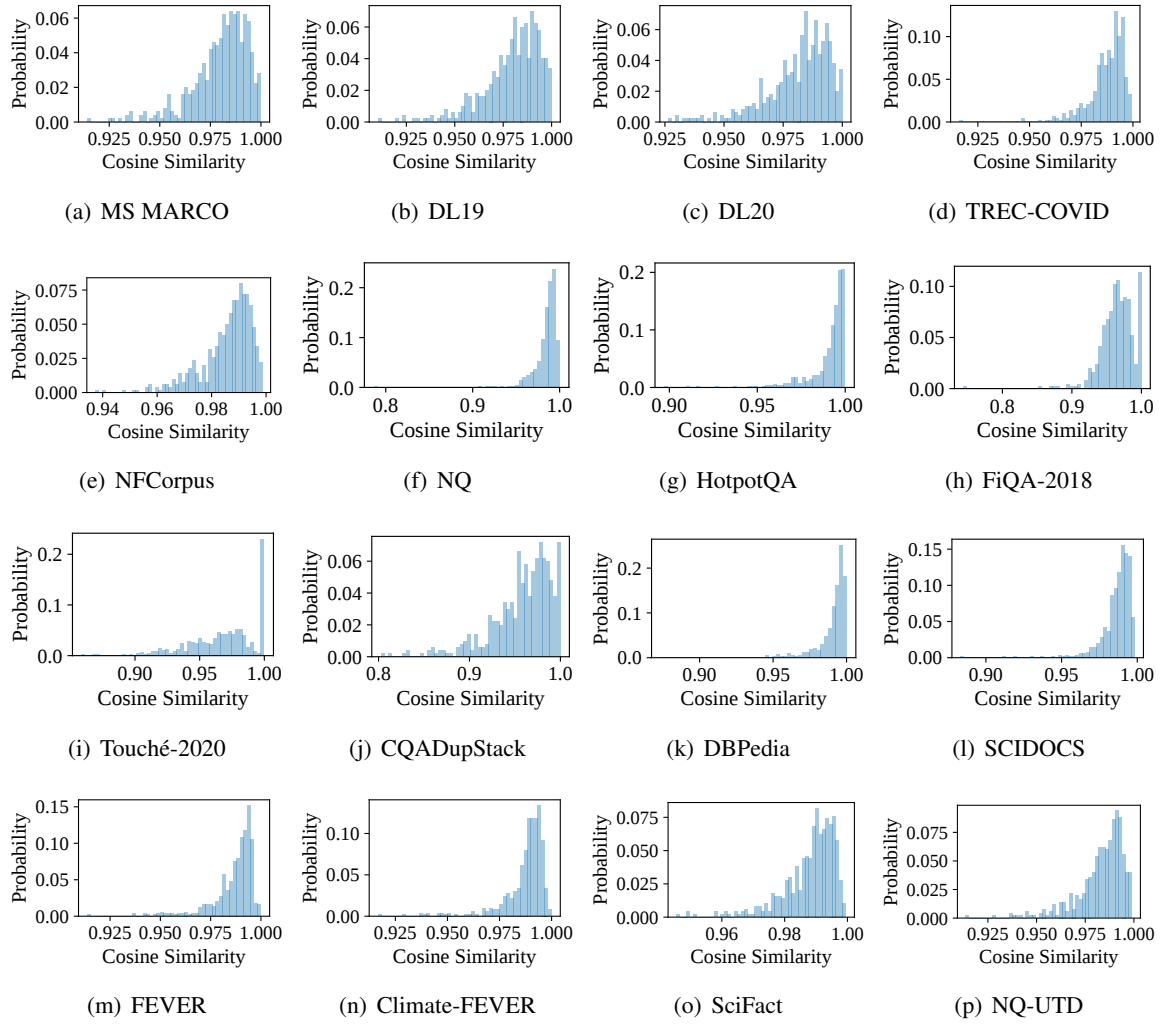 Probability
0.06
0.04
0.02
0.00
0.925 0.950 0.975 1.000
Cosine Similarity
(a) MS MARCO
Probability
0.06
0.04
0.02
0.00
0.925 0.950 0.975 1.000
Cosine Similarity
(b) DL19
Probability
0.06
0.04
0.02
0.00
0.925 0.950 0.975 1.000
Cosine Similarity
(c) DL20
Probability
0.10
0.05
0.00
0.925 0.950 0.975 1.000
Cosine Similarity
(d) TREC-COVID
Probability
0.075
0.050
0.025
0.000
0.94 0.96 0.98 1.00
Cosine Similarity
(e) NFCorpus
Probability
0.2
0.1
0.0
0.8 0.9 1.0
Cosine Similarity
(f) NQ
Probability
0.2
0.1
0.0
0.90 0.95 1.00
Cosine Similarity
(g) HotpotQA
Probability
0.10
0.05
0.00
0.8 0.9 1.0
Cosine Similarity
(h) FiQA-2018
Probability
0.2
0.1
0.0
0.90 0.95 1.00
Cosine Similarity
(i) Touché-2020
Probability
0.06
0.04
0.02
0.00
0.8 0.9 1.0
Cosine Similarity
(j) CQADupStack
Probability
0.2
0.1
0.0
0.90 0.95 1.00
Cosine Similarity
(k) DBPedia
Probability
0.15
0.10
0.05
0.00
0.90 0.95 1.00
Cosine Similarity
(l) SCIDOCS
Probability
0.15
0.10
0.05
0.00
0.925 0.950 0.975 1.000
Cosine Similarity
(m) FEVER
Probability
0.10
0.05
0.00
0.925 0.950 0.975 1.000
Cosine Similarity
(n) Climate-FEVER
Probability
0.075
0.050
0.025
0.000
0.96 0.98 1.00
Cosine Similarity
(o) SciFact
Probability
0.075
0.050
0.025
0.000
0.925 0.950 0.975 1.000
Cosine Similarity
(p) NQ-UTD